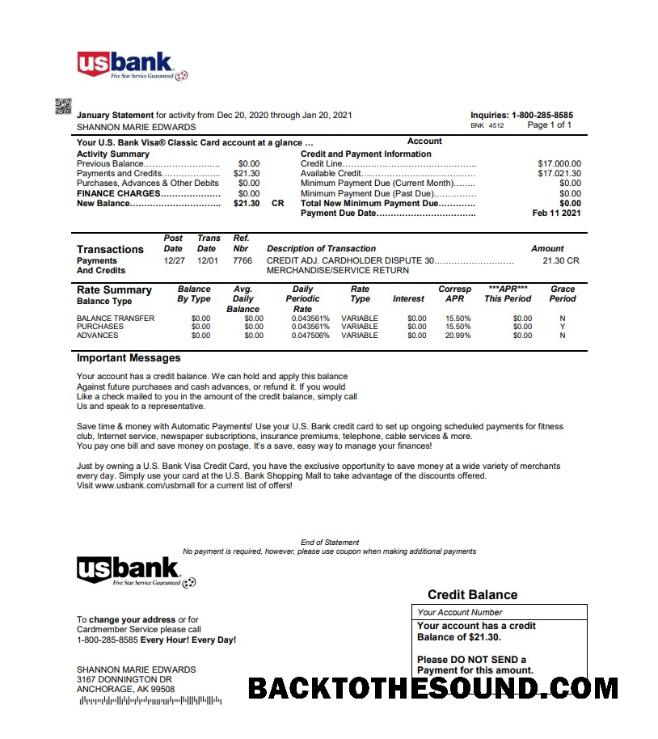 usbank
Five Star Service Guaranteed
January Statement for activity from Dec 20, 2020 through Jan 20, 2021
Inquiries: 1-800-285-8585
SHANNON MARIE EDWARDS
BNK 4512 Page 1 of 1
Your U.S. Bank Visa® Classic Card account at a glance ...
Account
Activity Summary
Previous Balance........................ $0.00
Payments and Credits.................. $21.30
Purchases, Advances & Other Debits $0.00
FINANCE CHARGES..................... $0.00
New Balance............................... $21.30 CR
Credit and Payment Information
Credit Line................................................... $17.000.00
Available Credit............................................ $17.021.30
Minimum Payment Due (Current Month)........ $0.00
Minimum Payment Due (Past Due)................ $0.00
Total New Minimum Payment Due............. $0.00
Payment Due Date.................................... Feb 11 2021
Post Trans Ref.
Transactions Date Date Nbr Description of Transaction Amount
Payments 12/27 12/01 7766 CREDIT ADJ. CARDHOLDER DISPUTE 30.......................... 21.30 CR
And Credits MERCHANDISE/SERVICE RETURN
Rate Summary Balance Avg. Daily Rate Corresp ***APR*** Grace
Balance Type By Type Daily Periodic Type Interest APR This Period Period
Balance Rate
BALANCE TRANSFER $0.00 $0.00 0.043561% VARIABLE $0.00 15.50% $0.00 N
PURCHASES $0.00 $0.00 0.043561% VARIABLE $0.00 15.50% $0.00 Y
ADVANCES $0.00 $0.00 0.047506% VARIABLE $0.00 20.99% $0.00 N
Important Messages
Your account has a credit balance. We can hold and apply this balance
Against future purchases and cash advances, or refund it. If you would
Like a check mailed to you in the amount of the credit balance, simply call
Us and speak to a representative.
Save time & money with Automatic Payments! Use your U.S. Bank credit card to set up ongoing scheduled payments for fitness
club, Internet service, newspaper subscriptions, insurance premiums, telephone, cable services & more.
You pay one bill and save money on postage. It's a save, easy way to manage your finances!
Just by owning a U.S. Bank Visa Credit Card, you have the exclusive opportunity to save money at a wide variety of merchants
every day. Simply use your card at the U.S. Bank Shopping Mall to take advantage of the discounts offered.
Visit www.usbank/usbmall for a current list of offers!
End of Statement
No payment is required, however, please use coupon when making additional payments
usbank
Five Star Service Guaranteed
Credit Balance
Your Account Number
Your account has a credit
Balance of $21.30.
Please DO NOT SEND a
Payment for this amount.
To change your address or for
Cardmember Service please call
1-800-285-8585 Every Hour! Every Day!
SHANNON MARIE EDWARDS
3167 DONNINGTON DR
ANCHORAGE, AK 99508
BACKTOTHESOUND.COM